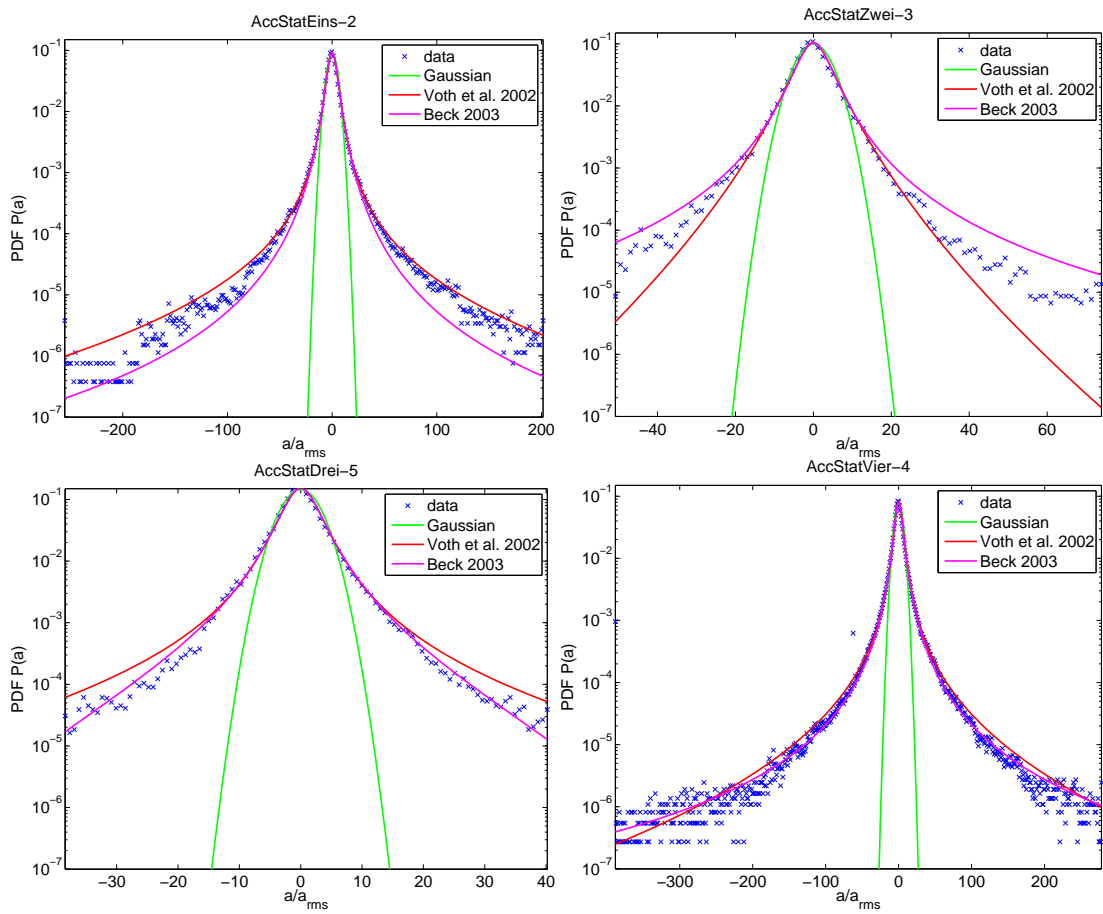 AccStatEins−2
data
Gaussian
Voth et al. 2002
Beck 2003
10^−1
10^−2
10^−3
10^−4
10^−5
10^−6
10^−7
PDF P(a)
−200 −100 0 100 200
a/a_rms
AccStatZwei−3
data
Gaussian
Voth et al. 2002
Beck 2003
10^−1
10^−2
10^−3
10^−4
10^−5
10^−6
10^−7
PDF P(a)
−40 −20 0 20 40 60
a/a_rms
AccStatDrei−5
data
Gaussian
Voth et al. 2002
Beck 2003
10^−1
10^−2
10^−3
10^−4
10^−5
10^−6
10^−7
PDF P(a)
−30 −20 −10 0 10 20 30 40
a/a_rms
AccStatVier−4
data
Gaussian
Voth et al. 2002
Beck 2003
10^−1
10^−2
10^−3
10^−4
10^−5
10^−6
10^−7
PDF P(a)
−300 −200 −100 0 100 200
a/a_rms